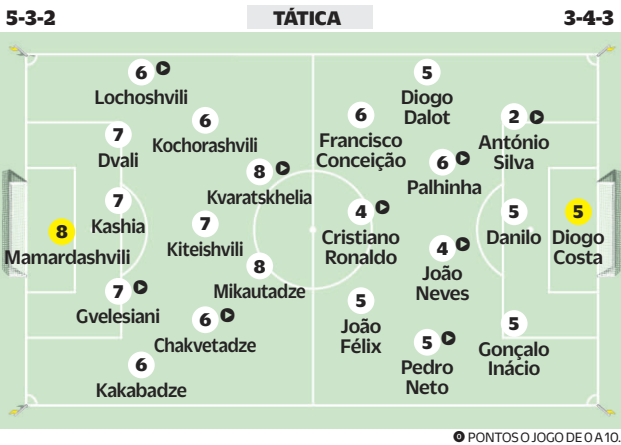 5-3-2 TÁTICA 3-4-3
6
Lochoshvili
7
Dvali
6
Kochorashvili
8
Kvaratskhelia
7
Kashia
8
Mamardashvili
7
Kiteishvili
8
Mikautadze
7
Gvelesiani
6
Chakvetadze
6
Kakabadze
5
Diogo
Dalot
6
Francisco
Conceição
2
António
Silva
6
Palhinha
4
Cristiano
Ronaldo
5
Danilo
5
Diogo
Costa
4
João
Neves
5
João
Félix
5
Pedro
Neto
5
Gonçalo
Inácio
0 PONTOS O JOGO DE 0 A 10.